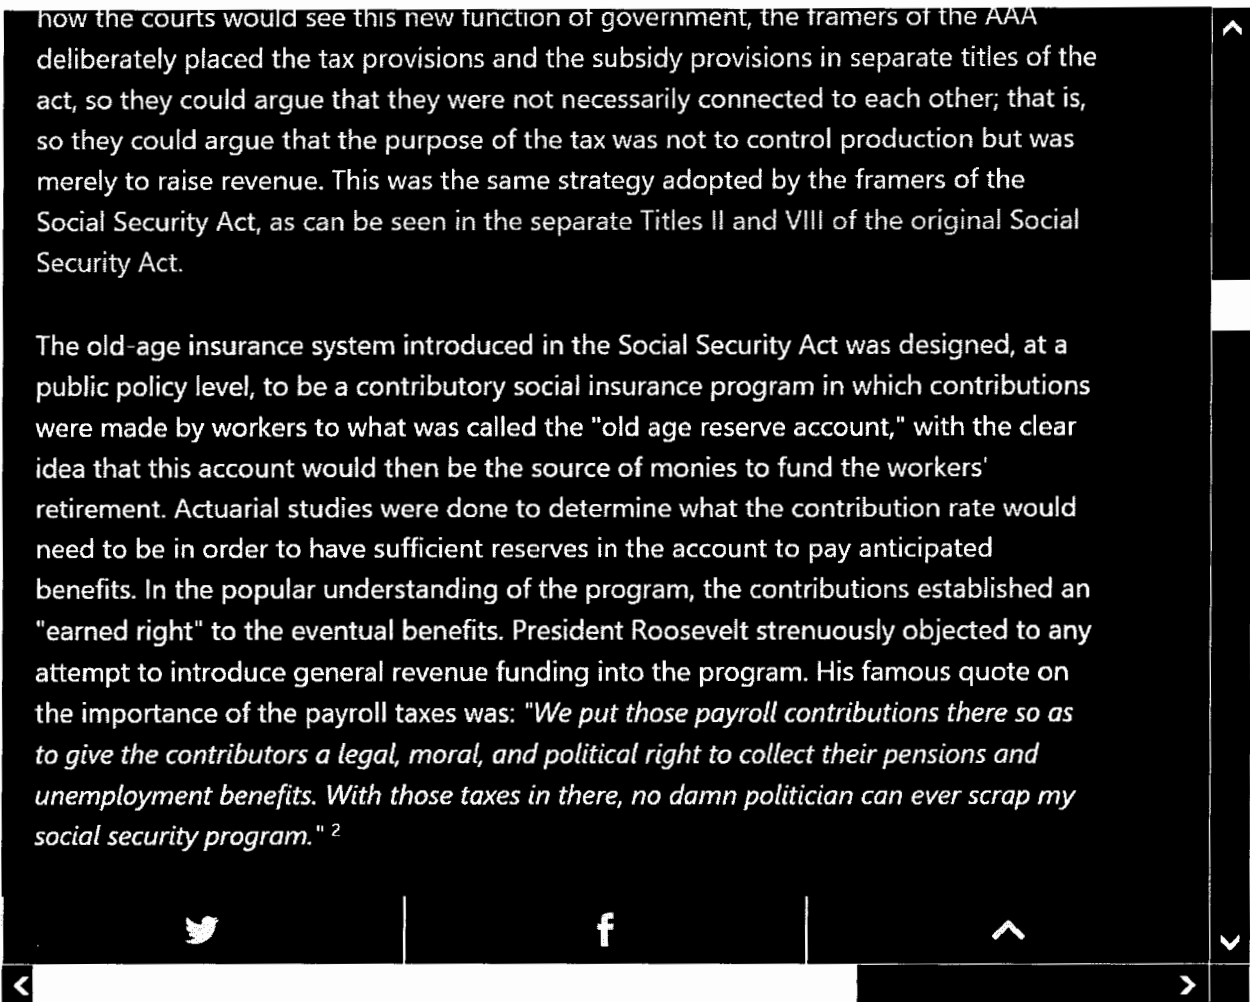 how the courts would see this new function of government, the framers of the AAA
deliberately placed the tax provisions and the subsidy provisions in separate titles of the
act, so they could argue that they were not necessarily connected to each other; that is,
so they could argue that the purpose of the tax was not to control production but was
merely to raise revenue. This was the same strategy adopted by the framers of the
Social Security Act, as can be seen in the separate Titles II and VIII of the original Social
Security Act.
The old-age insurance system introduced in the Social Security Act was designed, at a
public policy level, to be a contributory social insurance program in which contributions
were made by workers to what was called the "old age reserve account," with the clear
idea that this account would then be the source of monies to fund the workers'
retirement. Actuarial studies were done to determine what the contribution rate would
need to be in order to have sufficient reserves in the account to pay anticipated
benefits. In the popular understanding of the program, the contributions established an
"earned right" to the eventual benefits. President Roosevelt strenuously objected to any
attempt to introduce general revenue funding into the program. His famous quote on
the importance of the payroll taxes was: "We put those payroll contributions there so as
to give the contributors a legal, moral, and political right to collect their pensions and
unemployment benefits. With those taxes in there, no damn politician can ever scrap my
social security program." 2